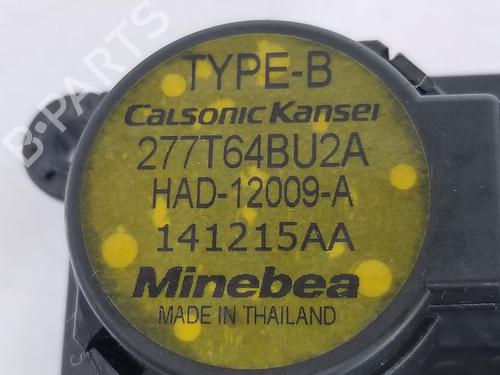 TYPE-B
CALSONIC KANSEI
277T64BU2A
HAD-12009-A
141215AA
Minebea
MADE IN THAILAND
B-PARTS